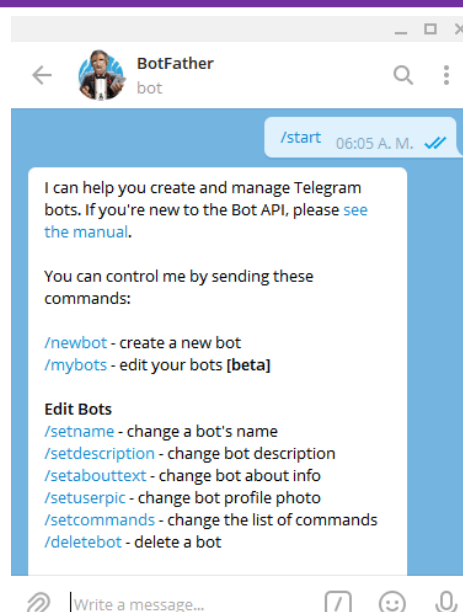 BotFather
bot
/start 06:05 A. M.
I can help you create and manage Telegram
bots. If you're new to the Bot API, please see
the manual.
You can control me by sending these
commands:
/newbot - create a new bot
/mybots - edit your bots [beta]
Edit Bots
/setname - change a bot's name
/setdescription - change bot description
/setabouttext - change bot about info
/setuserpic - change bot profile photo
/setcommands - change the list of commands
/deletebot - delete a bot
Write a message...